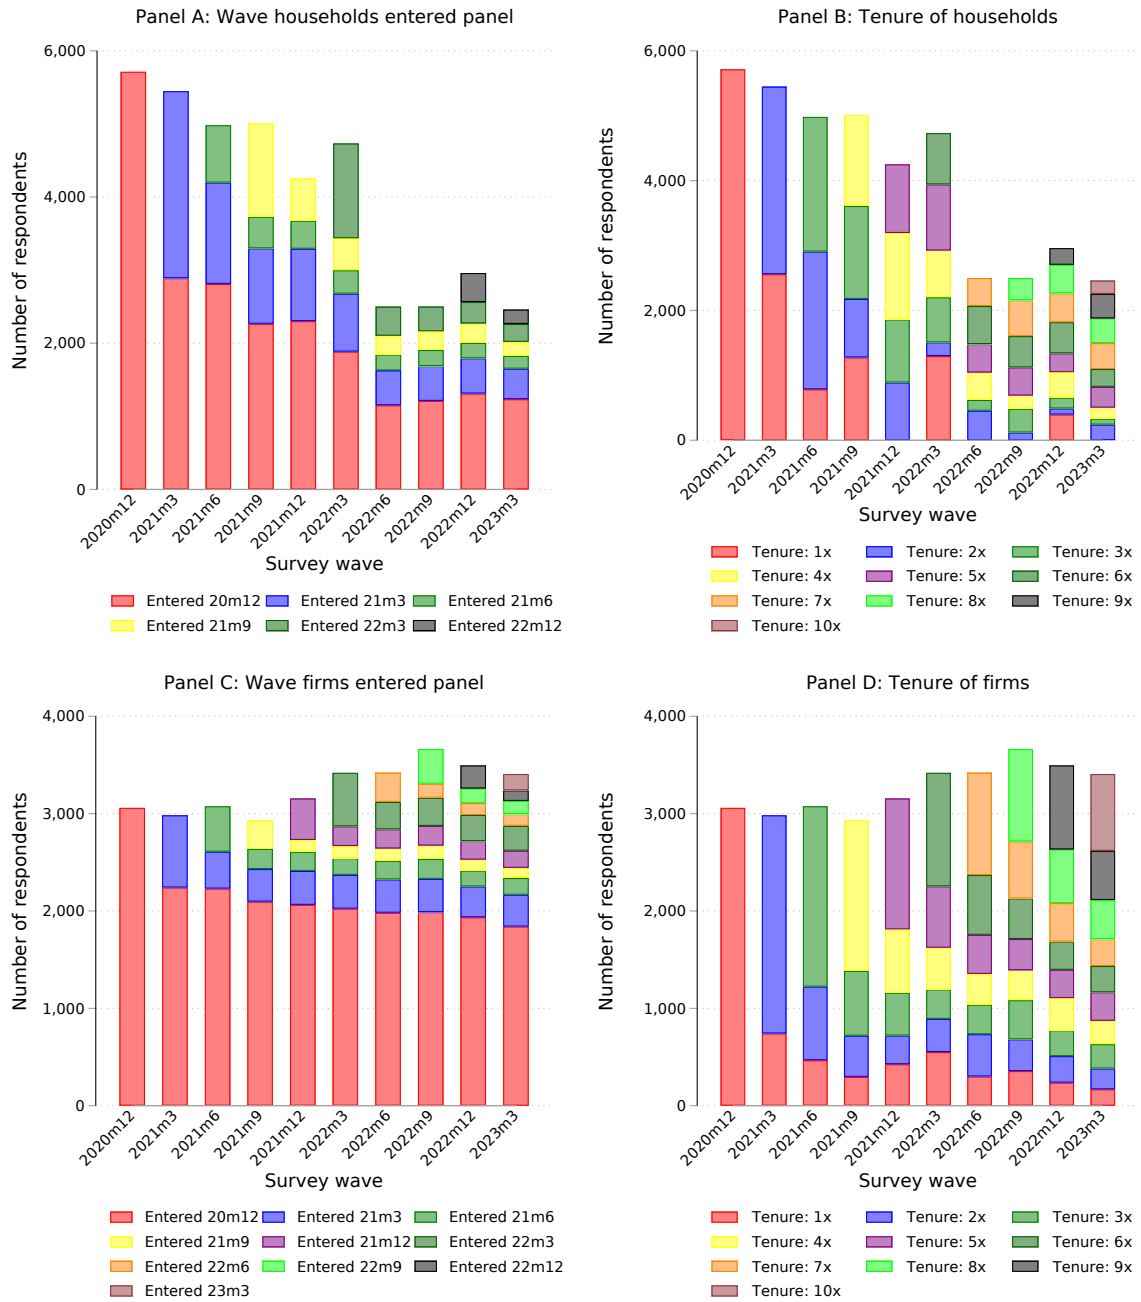 Panel A: Wave households entered panel
Number of respondents
6,000
4,000
2,000
0
2020m12 2021m3 2021m6 2021m9 2021m12 2022m3 2022m6 2022m9 2022m12 2023m3
Survey wave
Entered 20m12 Entered 21m3 Entered 21m6
Entered 21m9 Entered 22m3 Entered 22m12
Panel B: Tenure of households
Number of respondents
6,000
4,000
2,000
0
2020m12 2021m3 2021m6 2021m9 2021m12 2022m3 2022m6 2022m9 2022m12 2023m3
Survey wave
Tenure: 1x Tenure: 2x Tenure: 3x
Tenure: 4x Tenure: 5x Tenure: 6x
Tenure: 7x Tenure: 8x Tenure: 9x
Tenure: 10x
Panel C: Wave firms entered panel
Number of respondents
4,000
3,000
2,000
1,000
0
2020m12 2021m3 2021m6 2021m9 2021m12 2022m3 2022m6 2022m9 2022m12 2023m3
Survey wave
Entered 20m12 Entered 21m3 Entered 21m6
Entered 21m9 Entered 21m12 Entered 22m3
Entered 22m6 Entered 22m9 Entered 22m12
Entered 23m3
Panel D: Tenure of firms
Number of respondents
4,000
3,000
2,000
1,000
0
2020m12 2021m3 2021m6 2021m9 2021m12 2022m3 2022m6 2022m9 2022m12 2023m3
Survey wave
Tenure: 1x Tenure: 2x Tenure: 3x
Tenure: 4x Tenure: 5x Tenure: 6x
Tenure: 7x Tenure: 8x Tenure: 9x
Tenure: 10x